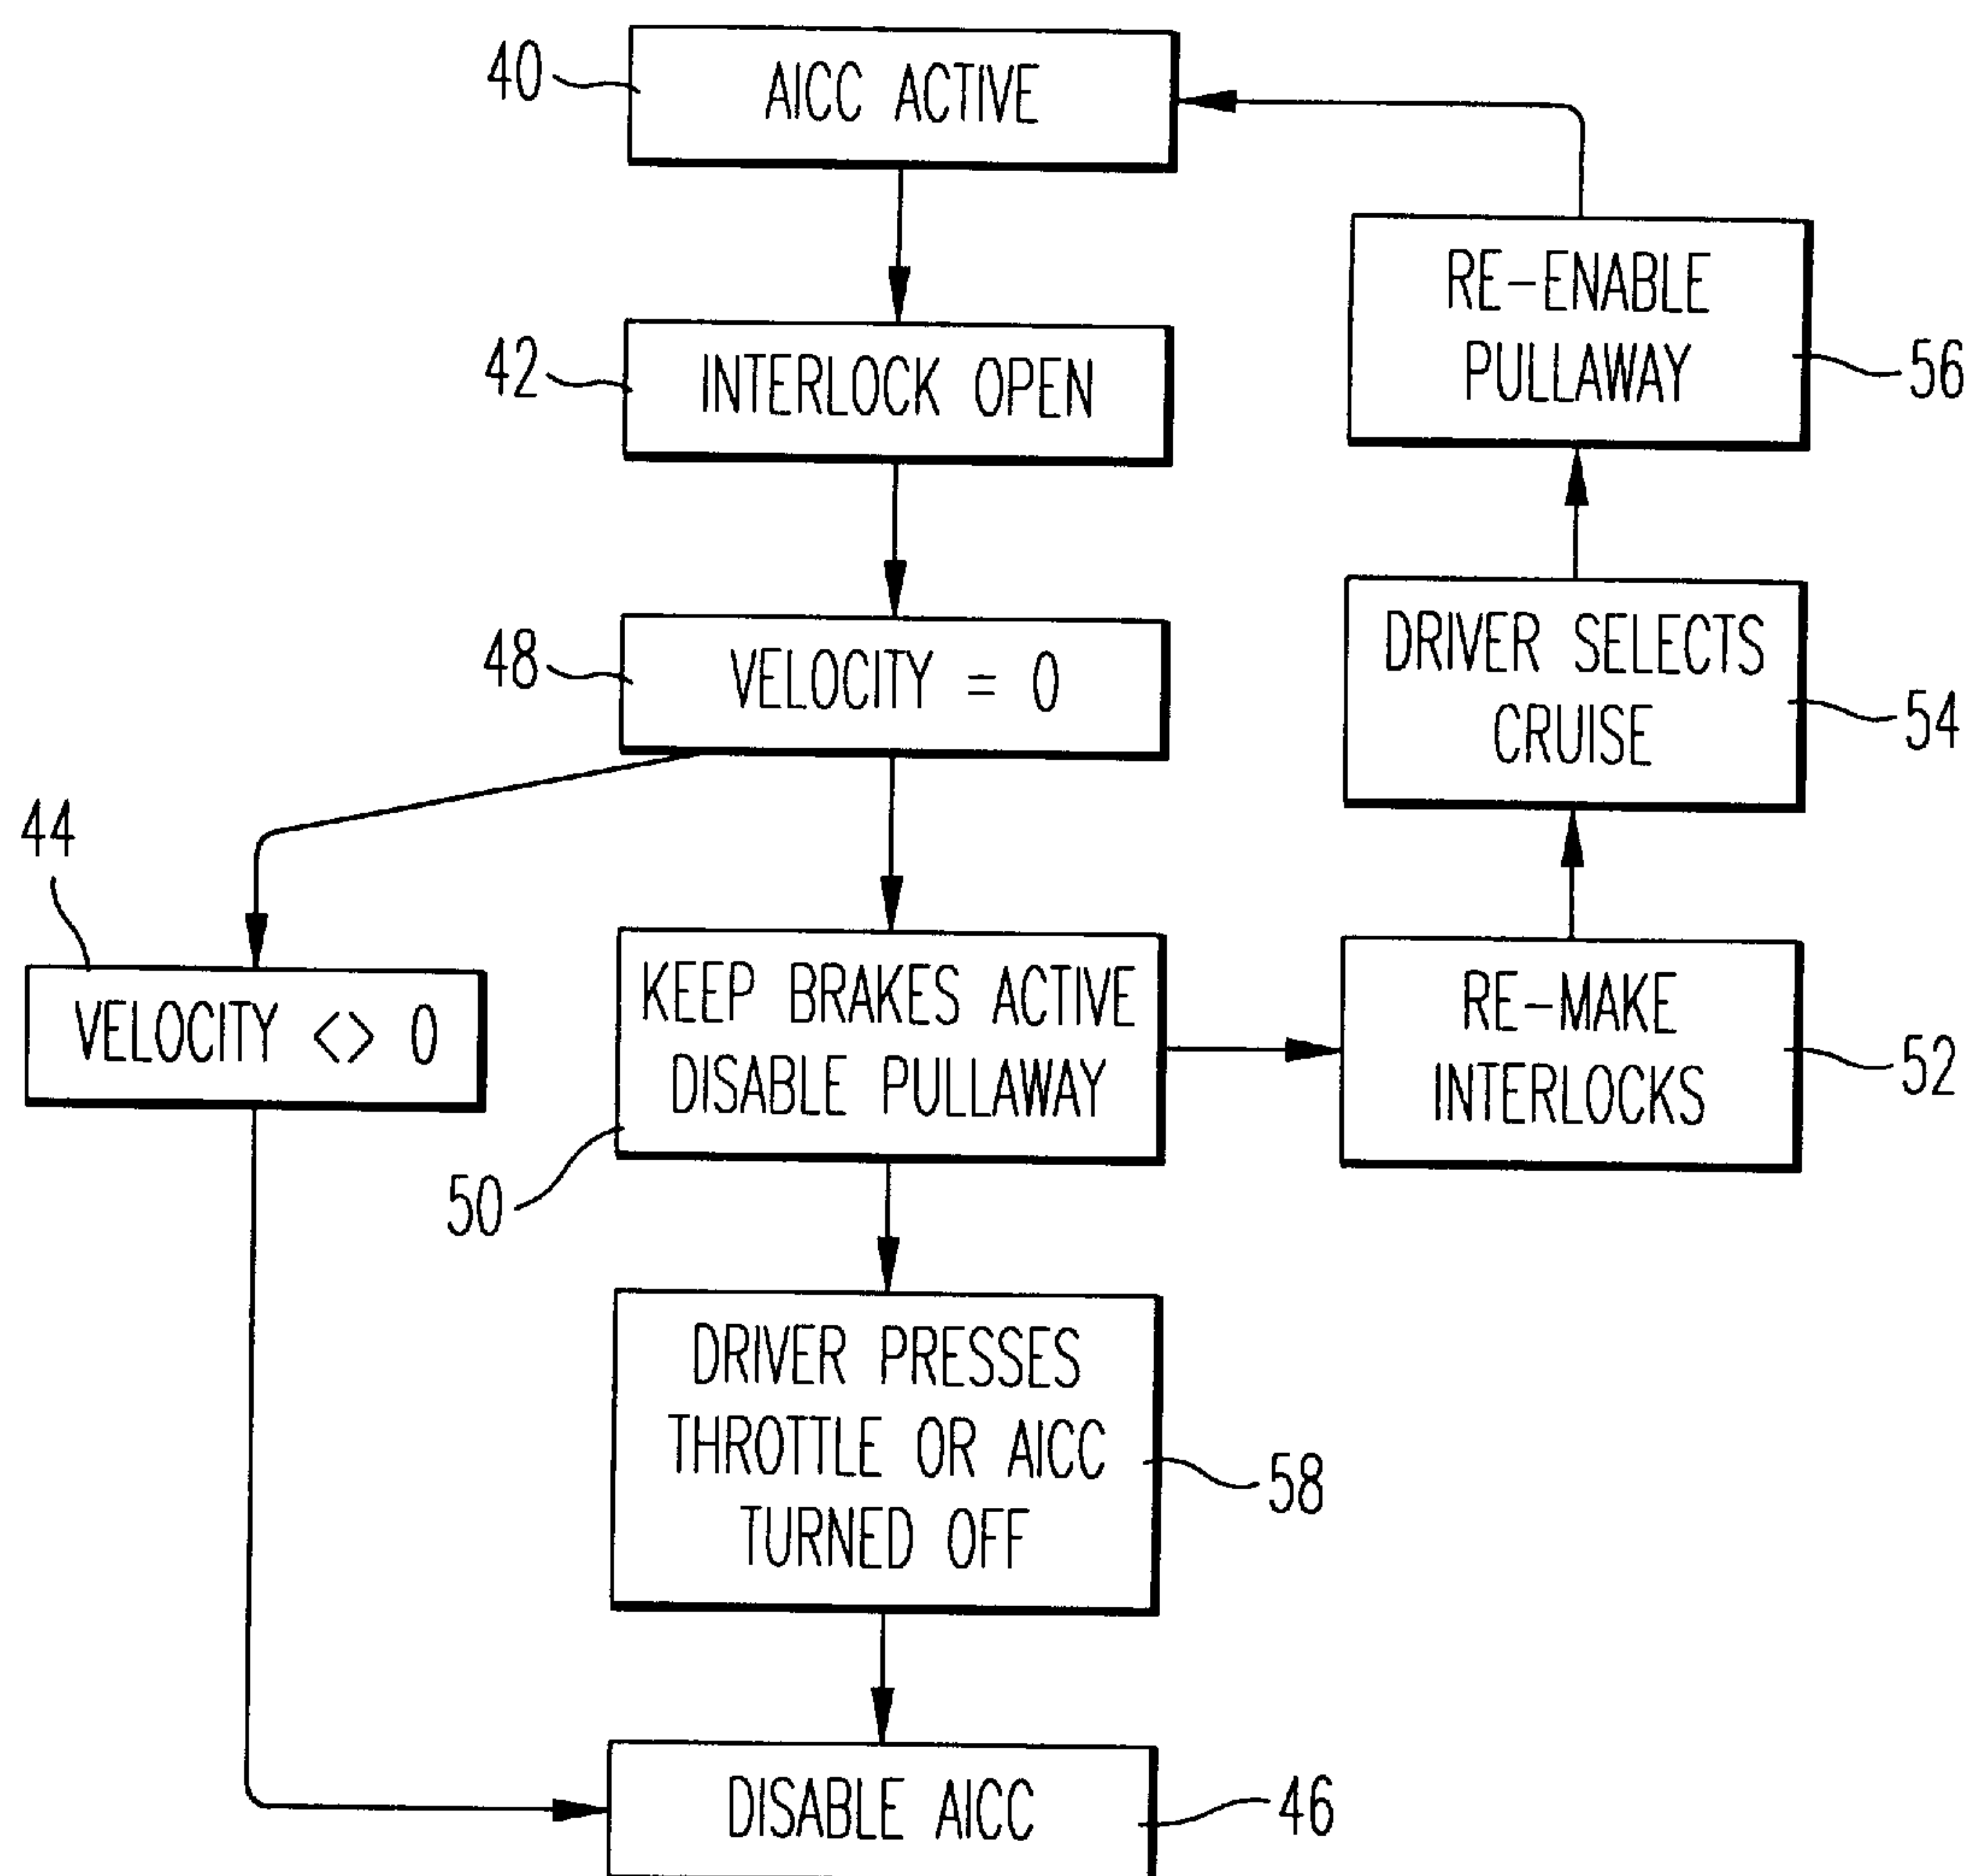 40
AICC ACTIVE
42
INTERLOCK OPEN
48
VELOCITY = 0
44
VELOCITY <> 0
KEEP BRAKES ACTIVE
DISABLE PULLAWAY
50
DRIVER PRESSES
THROTTLE OR AICC
TURNED OFF
58
DISABLE AICC
46
RE-MAKE
INTERLOCKS
52
DRIVER SELECTS
CRUISE
54
RE-ENABLE
PULLAWAY
56